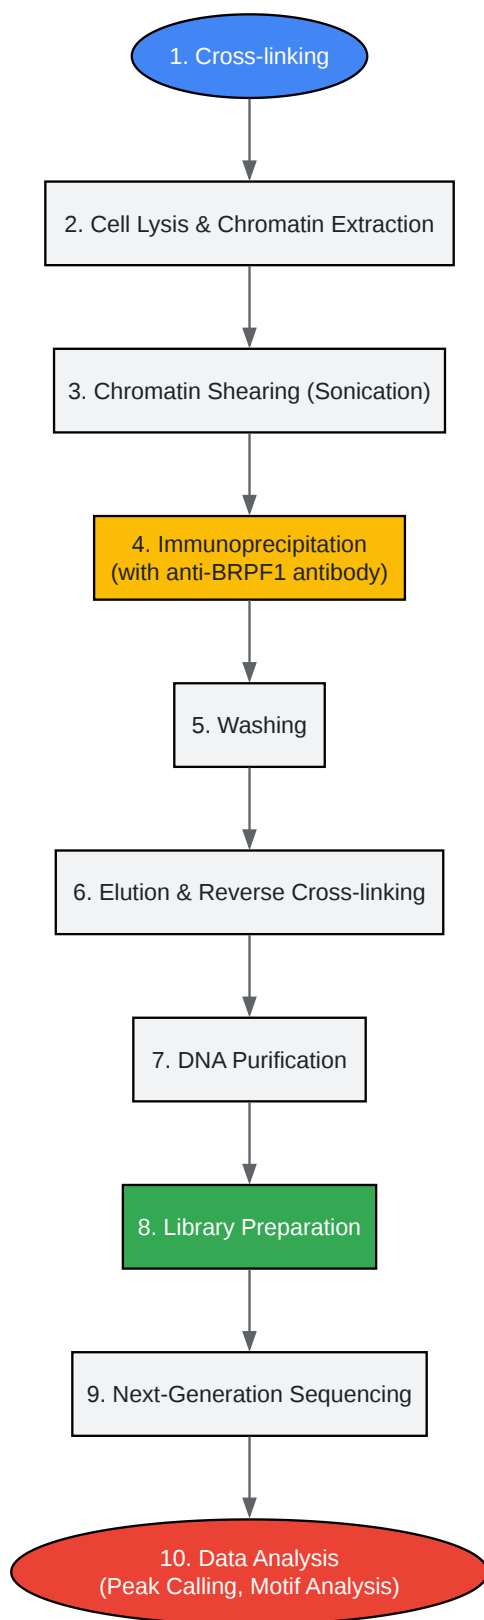 1. Cross-linking
2. Cell Lysis & Chromatin Extraction
3. Chromatin Shearing (Sonication)
4. Immunoprecipitation
(with anti-BRPF1 antibody)
5. Washing
6. Elution & Reverse Cross-linking
7. DNA Purification
8. Library Preparation
9. Next-Generation Sequencing
10. Data Analysis
(Peak Calling, Motif Analysis)